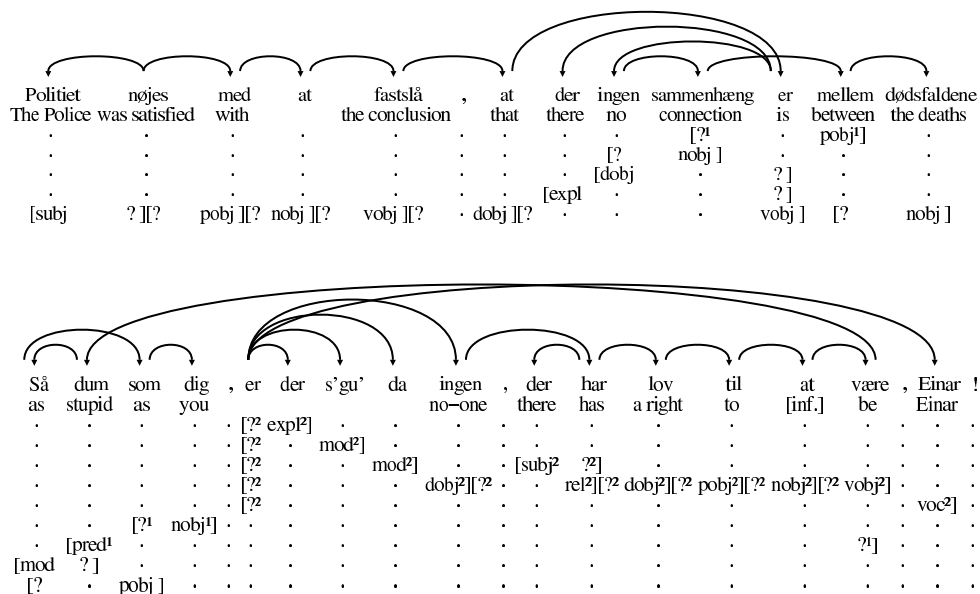 Politiet nøjes med at fastslå , at der ingen sammenhæng er mellem dødsfaldene
The Police was satisfied with the conclusion that there no connection is between the deaths
[?¹ pobj¹]
[? nobj ]
[dobj ? ]
[expl ? ]
[subj ? ][? pobj ][? nobj ][? vobj ][? dobj ][? vobj ] [? nobj ]
Så dum som dig , er der s'gu' da ingen , der har lov til at være , Einar !
as stupid as you no−one there has a right to [inf.] be Einar
[?² expl²]
[?² mod²]
[?² mod²] [subj² ?²]
[?² dobj²][?² rel²][?² dobj²][?² pobj²][?² nobj²][?² vobj²]
[?² voc²]
[?¹ nobj¹]
[pred¹ ?¹]
[mod ? ]
[? pobj ]